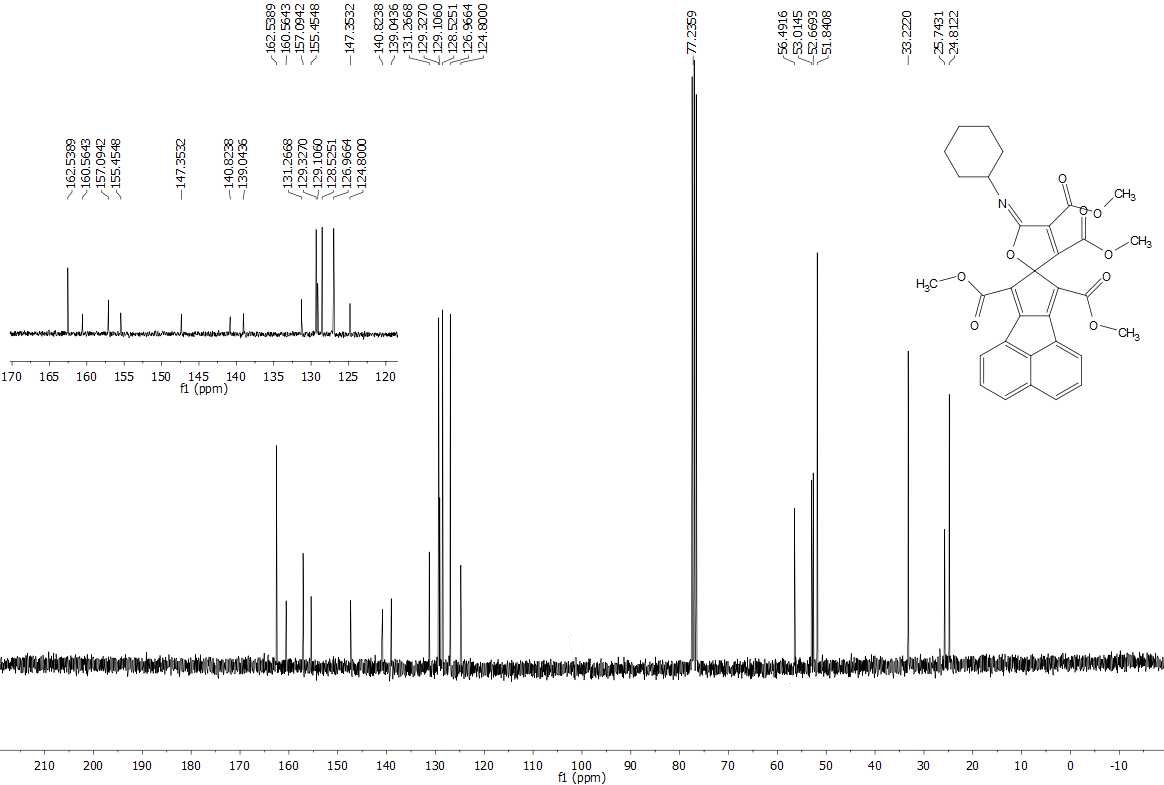 162.5389
160.5643
157.0942
155.4548
147.3532
140.8238
139.0436
131.2668
129.3270
129.1060
128.5251
126.9664
124.8000
77.2359
56.4916
53.0145
52.6693
51.8408
33.2220
25.7431
24.8122
162.5389
160.5643
157.0942
155.4548
147.3532
140.8238
139.0436
131.2668
129.3270
129.1060
128.5251
126.9664
124.8000
170 165 160 155 150 145 140 135 130 125 120
f1 (ppm)
N
O
O
O
CH3
O
O
CH3
O
H3C
O
O
O
O
CH3
210 200 190 180 170 160 150 140 130 120 110 100 90 80 70 60 50 40 30 20 10 0 -10
f1 (ppm)